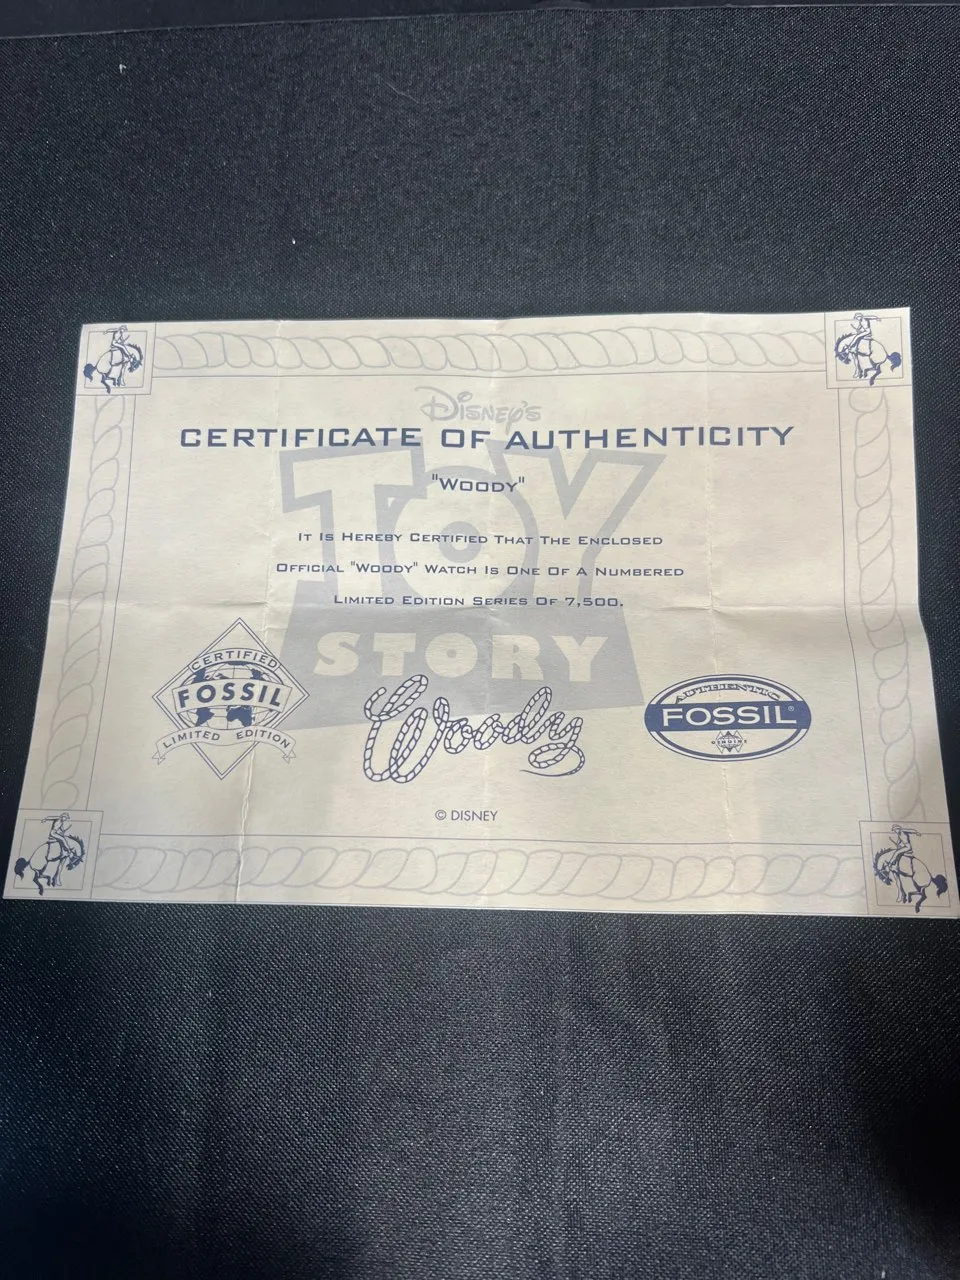 Disney's
CERTIFICATE OF AUTHENTICITY
TOY
"WOODY"
IT IS HEREBY CERTIFIED THAT THE ENCLOSED
OFFICIAL "WOODY" WATCH IS ONE OF A NUMBERED
LIMITED EDITION SERIES OF 7,500.
STORY
CERTIFIED
FOSSIL
LIMITED EDITION
Woody
AUTHENTIC
FOSSIL®
GENUINE
© DISNEY